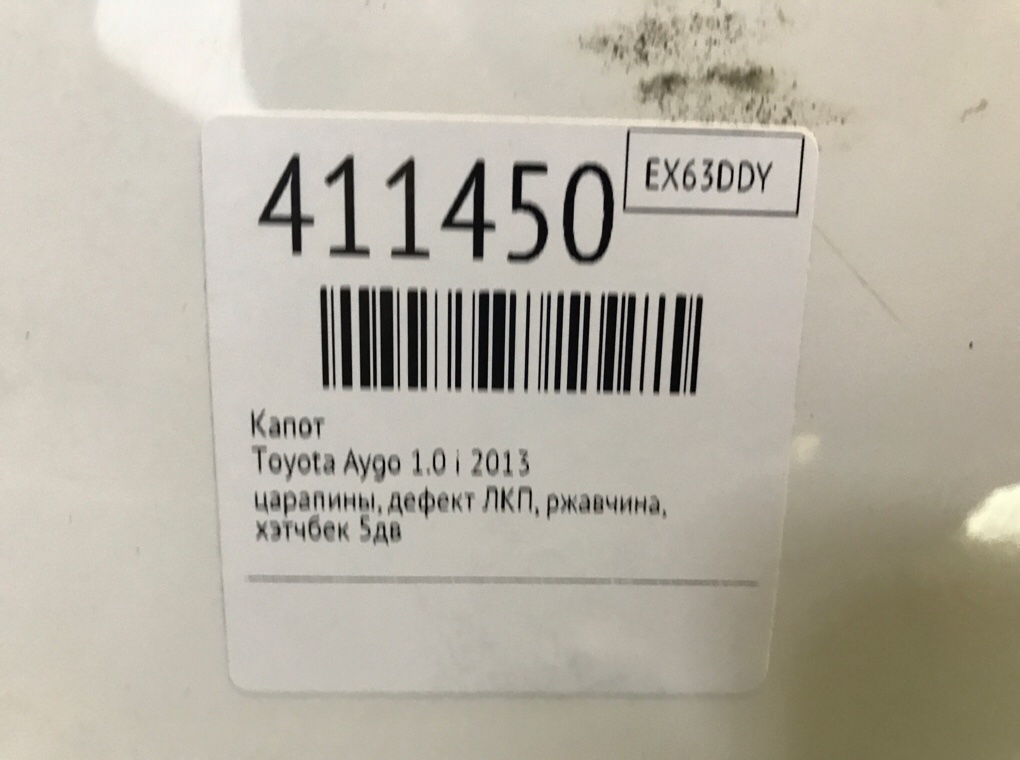 411450
EX63DDY
Капот
Toyota Aygo 1.0 i 2013
царапины, дефект ЛКП, ржавчина,
хэтчбек 5дв